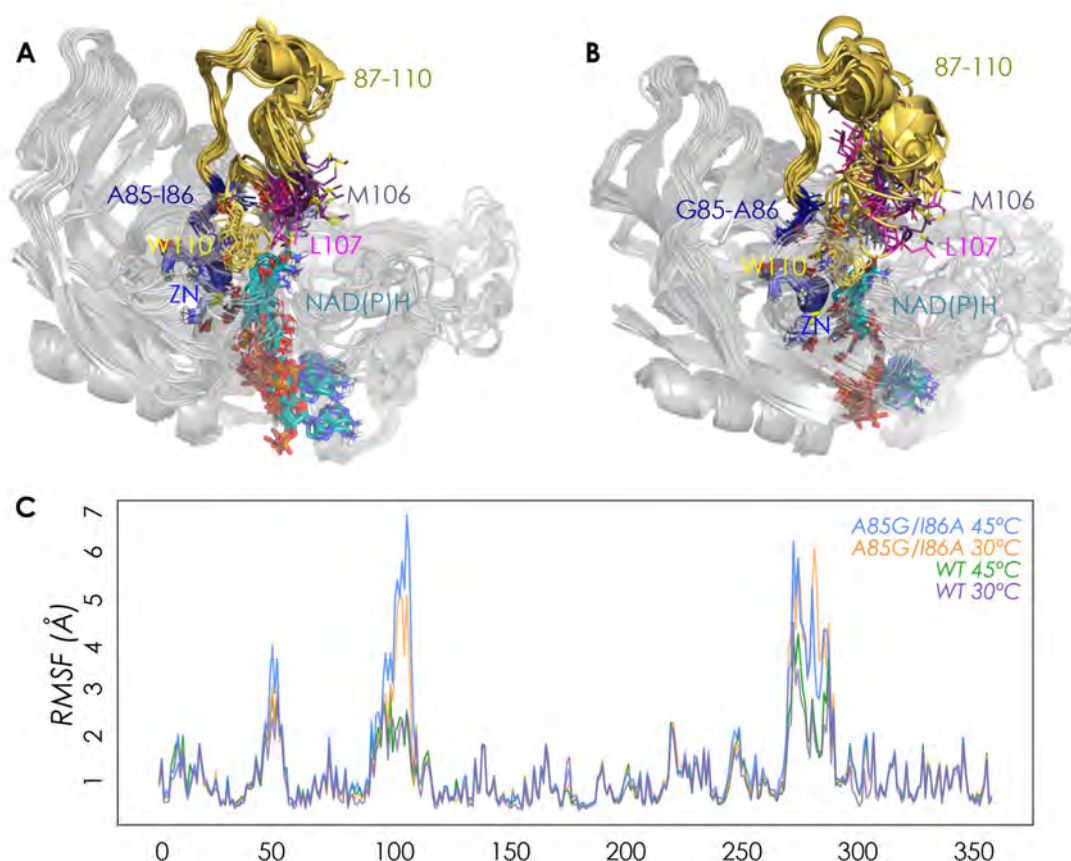 A
87-110
A85-I86
M106
W110
L107
ZN
NAD(P)H
B
87-110
G85-A86
M106
W110
L107
ZN
NAD(P)H
C
RMSF (Å)
7
6
5
4
3
2
1
A85G/I86A 45ºC
A85G/I86A 30ºC
WT 45ºC
WT 30ºC
0 50 100 150 200 250 300 350